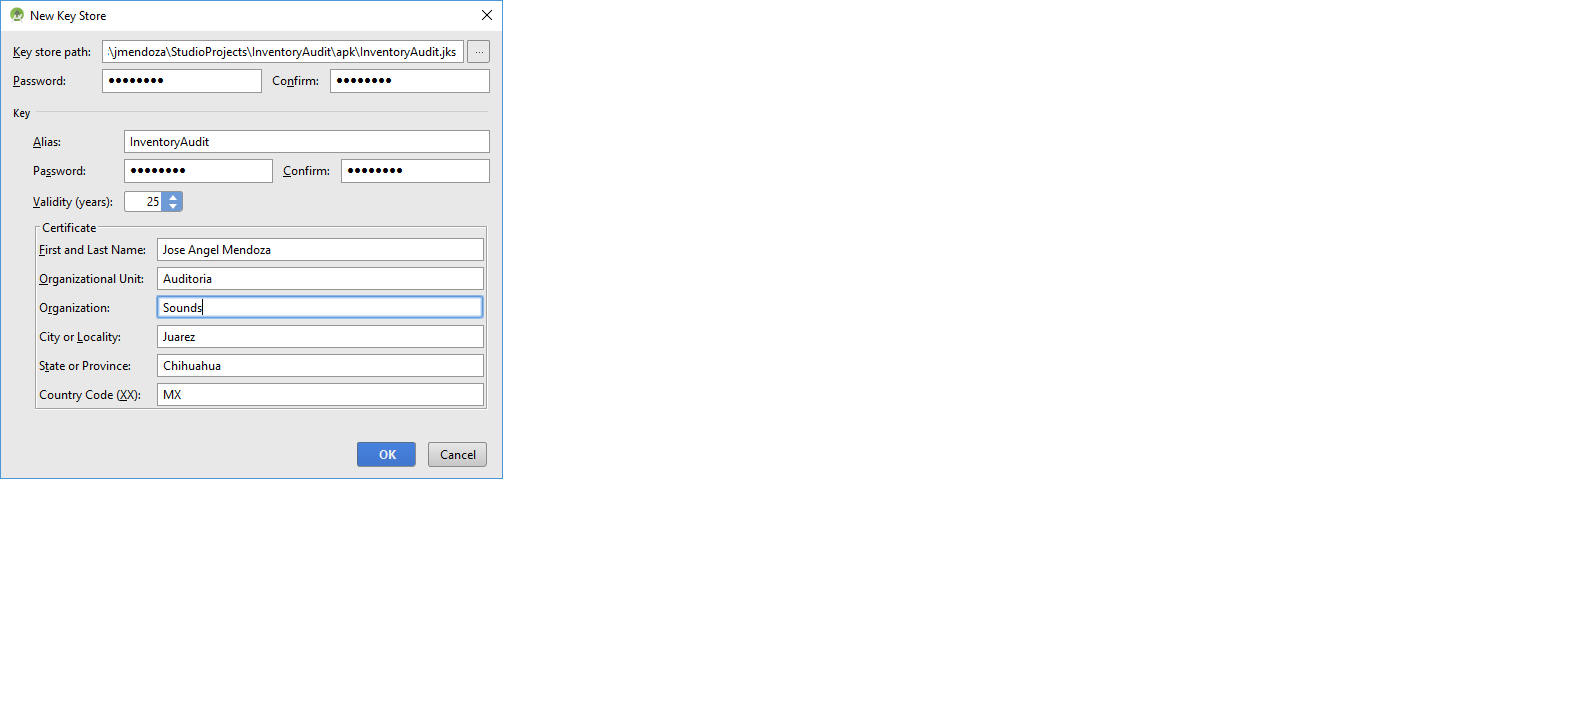 New Key Store
Key store path: :\jmendoza\StudioProjects\InventoryAudit\apk\InventoryAudit.jks ...
Password: •••••••• Confirm: ••••••••
Key
Alias: InventoryAudit
Password: •••••••• Confirm: ••••••••
Validity (years): 25
Certificate
First and Last Name: Jose Angel Mendoza
Organizational Unit: Auditoria
Organization: Sounds
City or Locality: Juarez
State or Province: Chihuahua
Country Code (XX): MX
OK Cancel